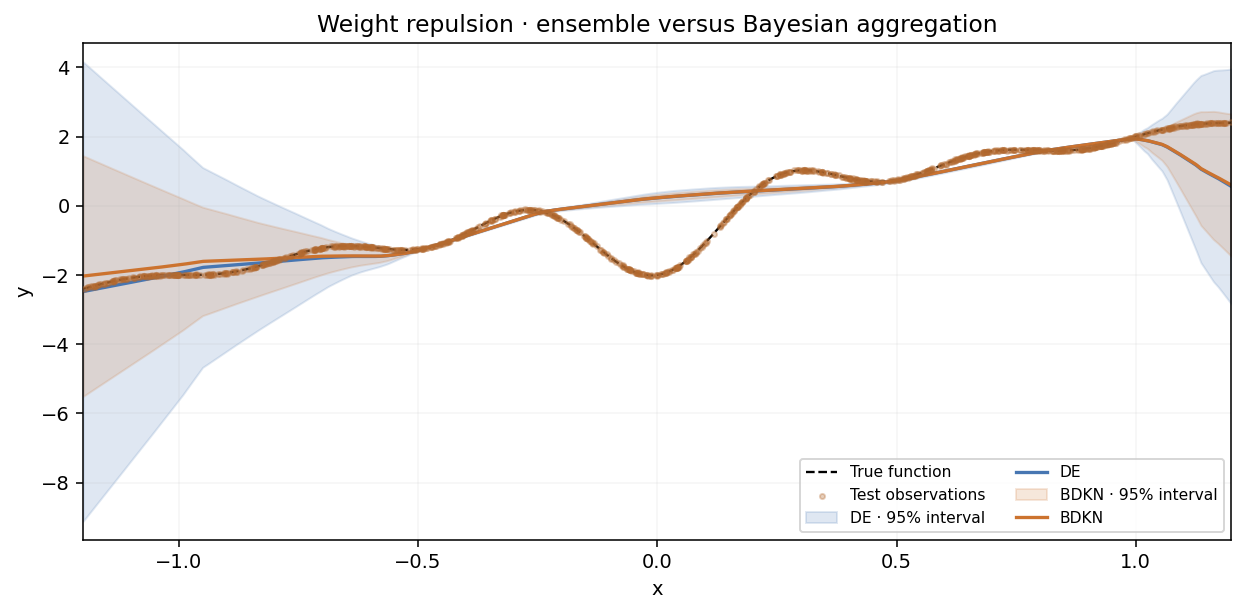 Weight repulsion · ensemble versus Bayesian aggregation
4
2
0
−2
−4
−6
−8
y
−1.0
−0.5
0.0
0.5
1.0
x
True function
Test observations
DE · 95% interval
DE
BDKN · 95% interval
BDKN